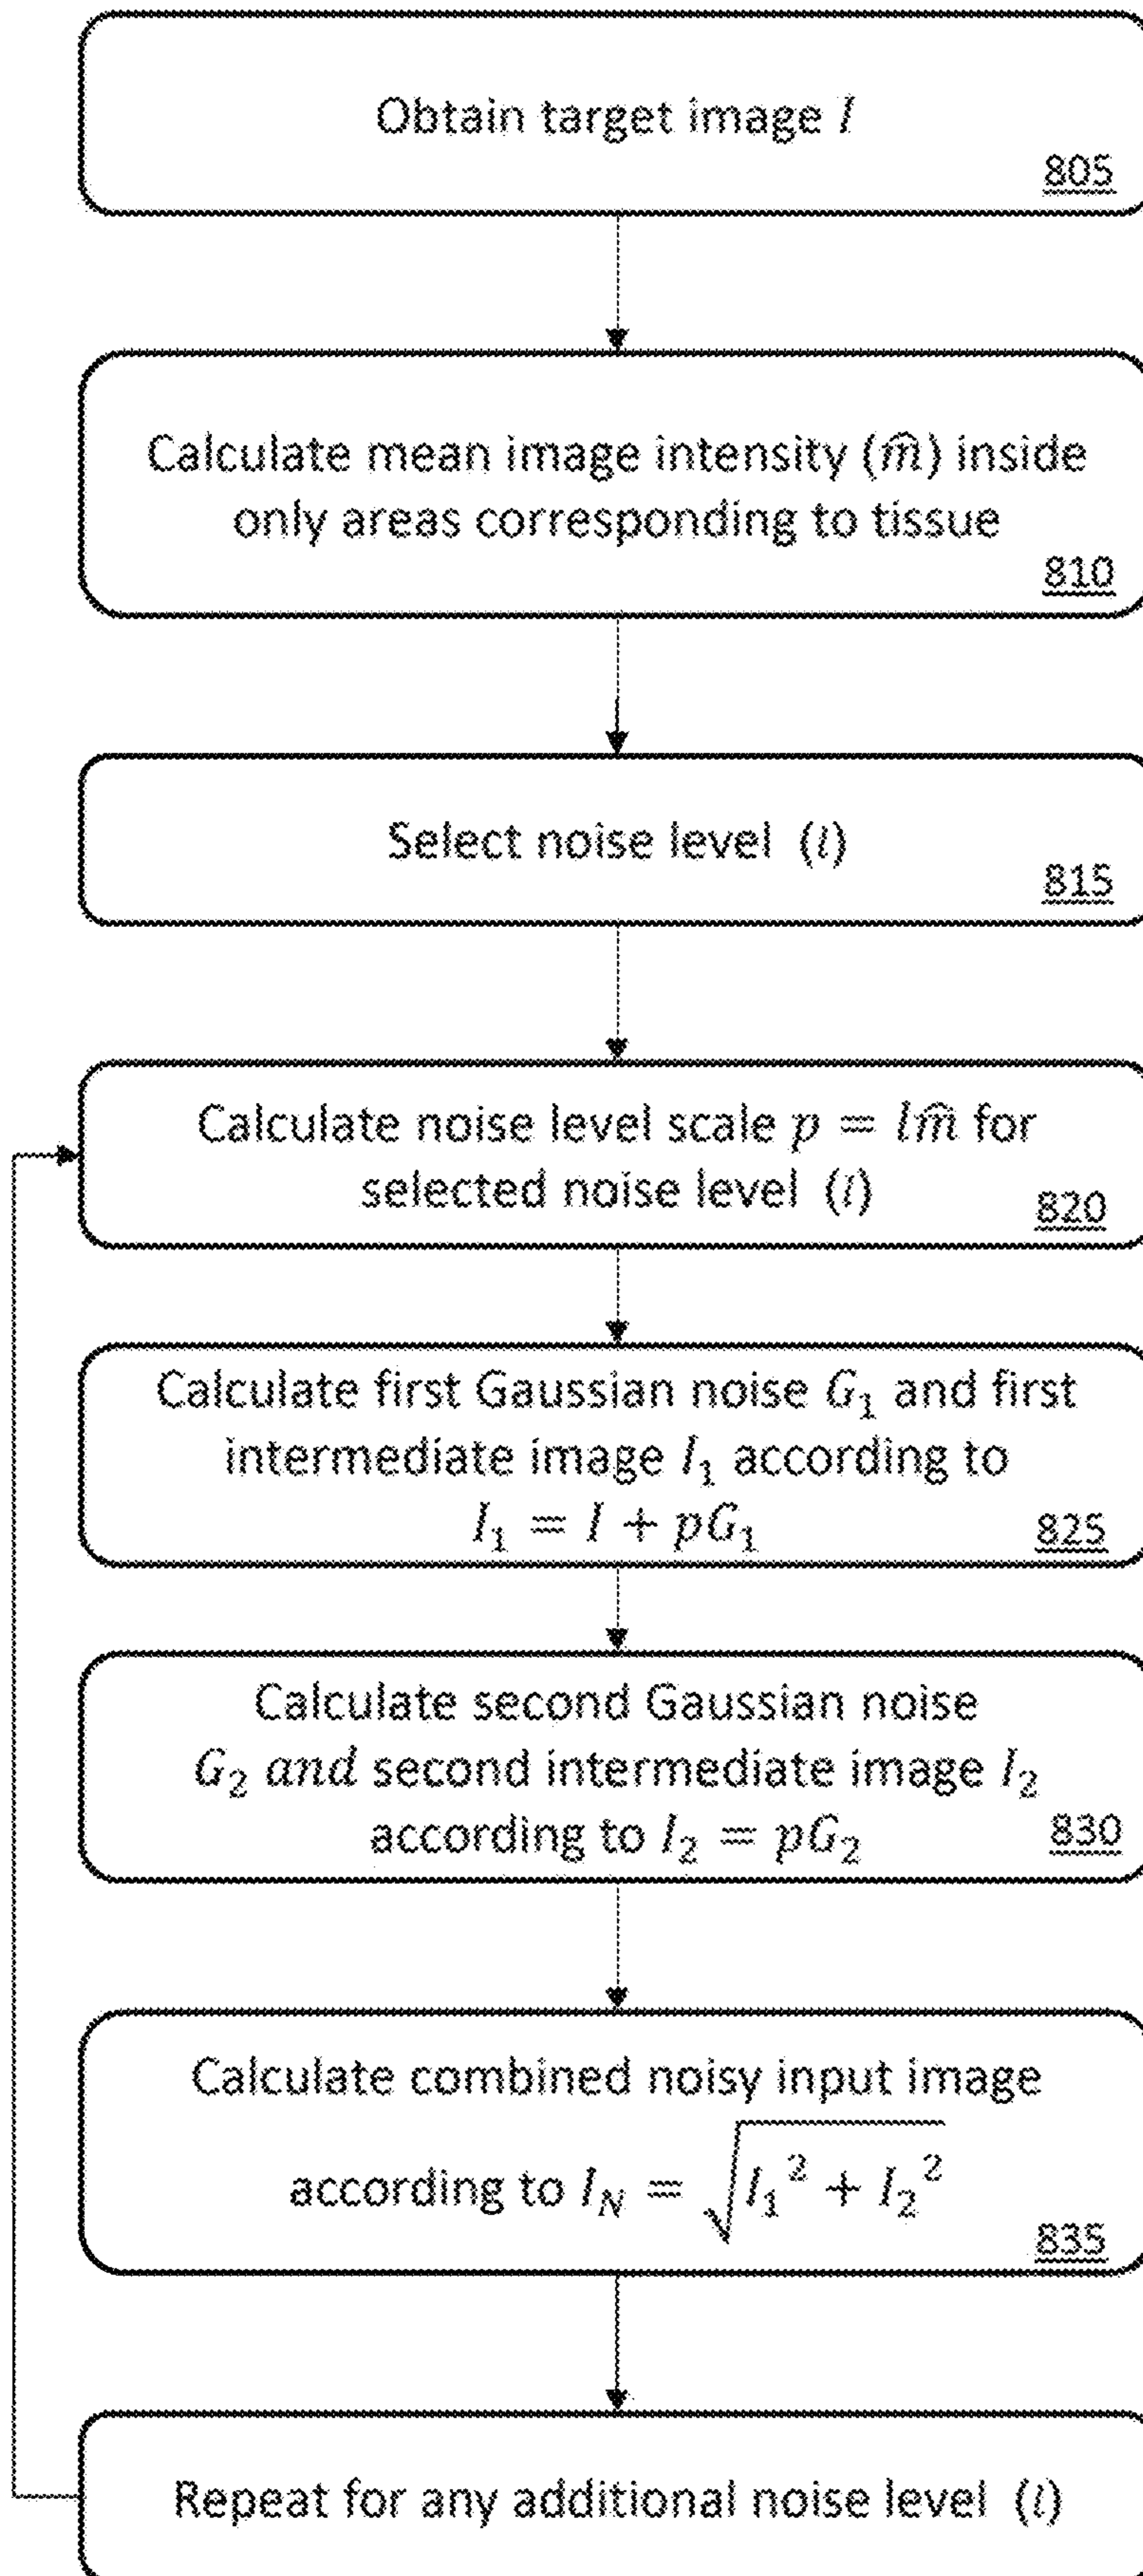 Obtain target image I
805
Calculate mean image intensity (m̂) inside
only areas corresponding to tissue
810
Select noise level (l)
815
Calculate noise level scale p = lm̂ for
selected noise level (l)
820
Calculate first Gaussian noise G₁ and first
intermediate image I₁ according to
I₁ = I + pG₁
825
Calculate second Gaussian noise
G₂ and second intermediate image I₂
according to I₂ = pG₂
830
Calculate combined noisy input image
according to I_N = √(I₁² + I₂²)
835
Repeat for any additional noise level (l)